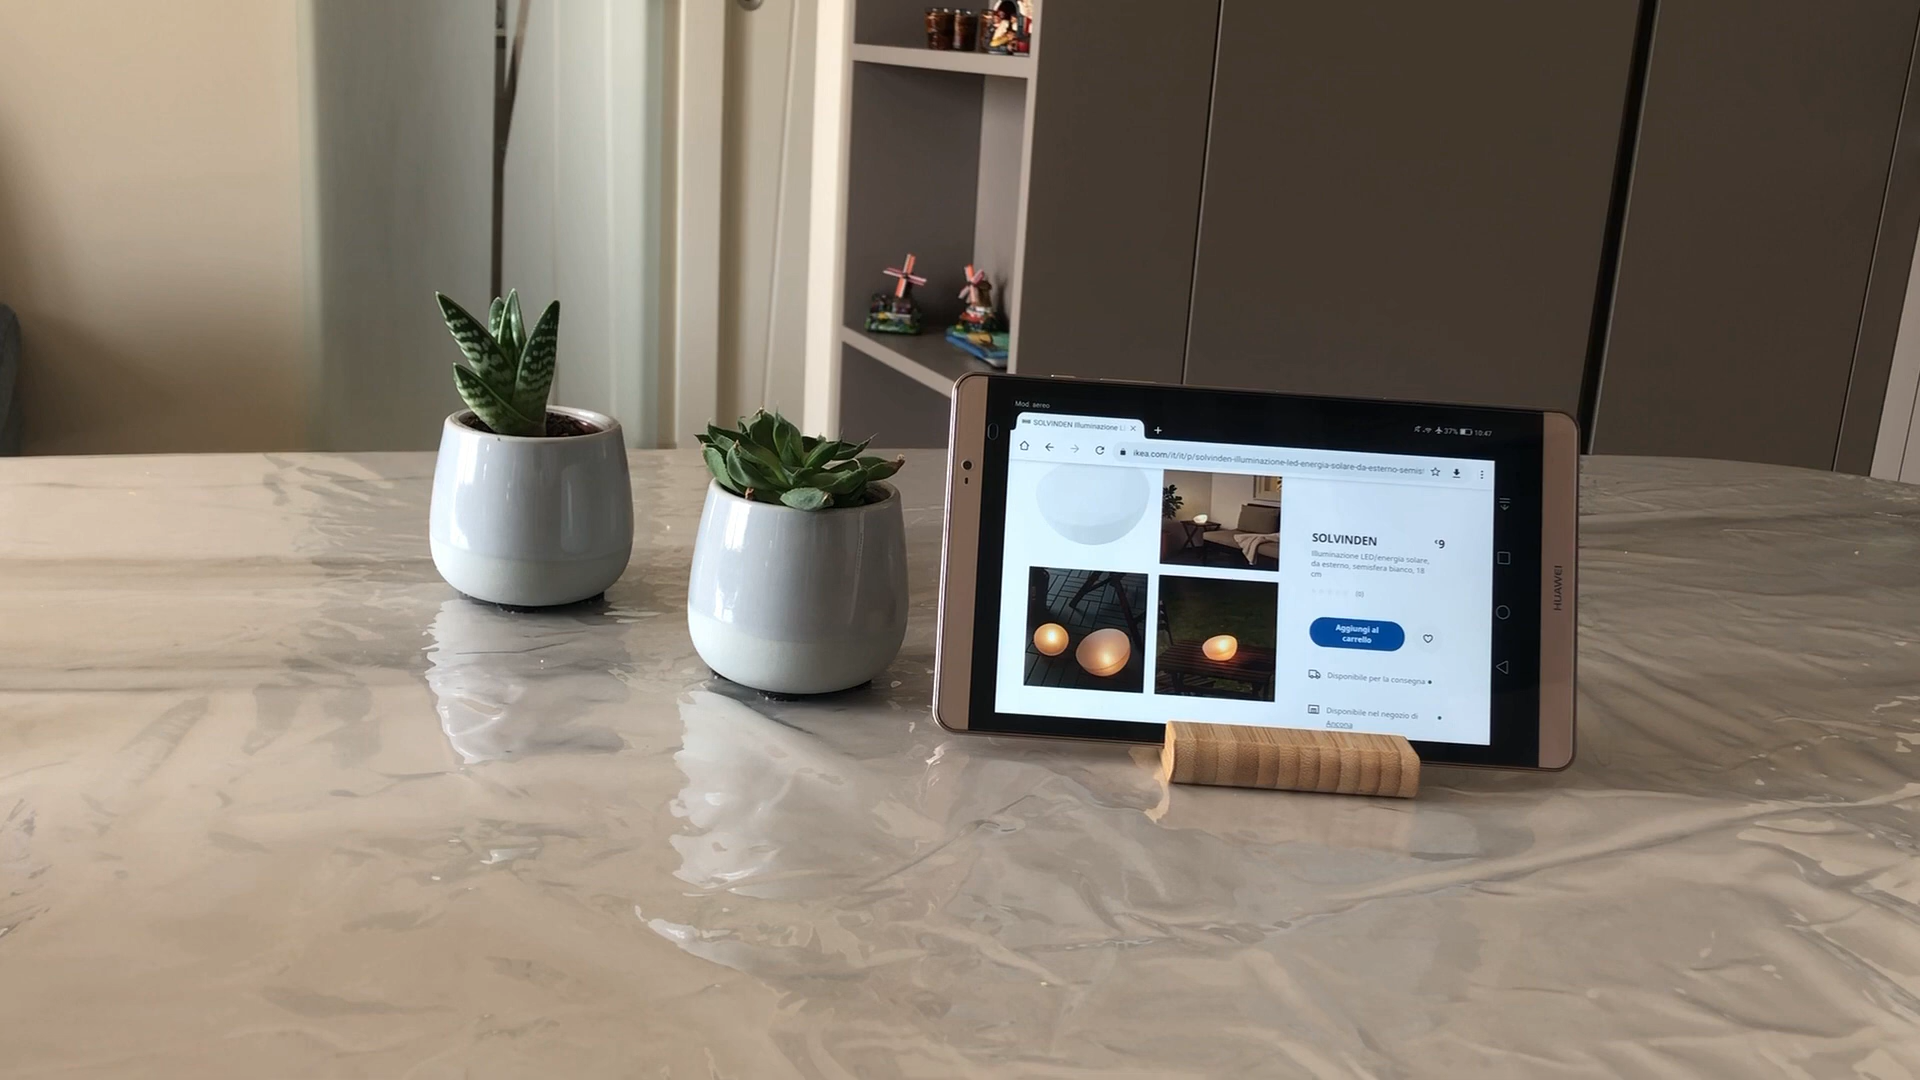 Mod. aereo
37% 10:47
SOLVINDEN Illuminazione L
ikea.com/it/it/p/solvinden-illuminazione-led-energia-solare-da-esterno-semis
SOLVINDEN €9
Illuminazione LED/energia solare,
da esterno, semisfera bianco, 18
cm
(0)
Aggiungi al
carrello
Disponibile per la consegna
Disponibile nel negozio di
Ancona
HUAWEI